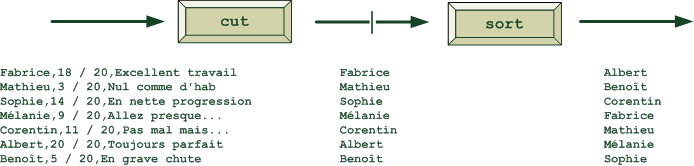 cut
sort
Fabrice,18 / 20,Excellent travail
Mathieu,3 / 20,Nul comme d'hab
Sophie,14 / 20,En nette progression
Mélanie,9 / 20,Allez presque...
Corentin,11 / 20,Pas mal mais...
Albert,20 / 20,Toujours parfait
Benoît,5 / 20,En grave chute
Fabrice
Mathieu
Sophie
Mélanie
Corentin
Albert
Benoît
Albert
Benoît
Corentin
Fabrice
Mathieu
Mélanie
Sophie